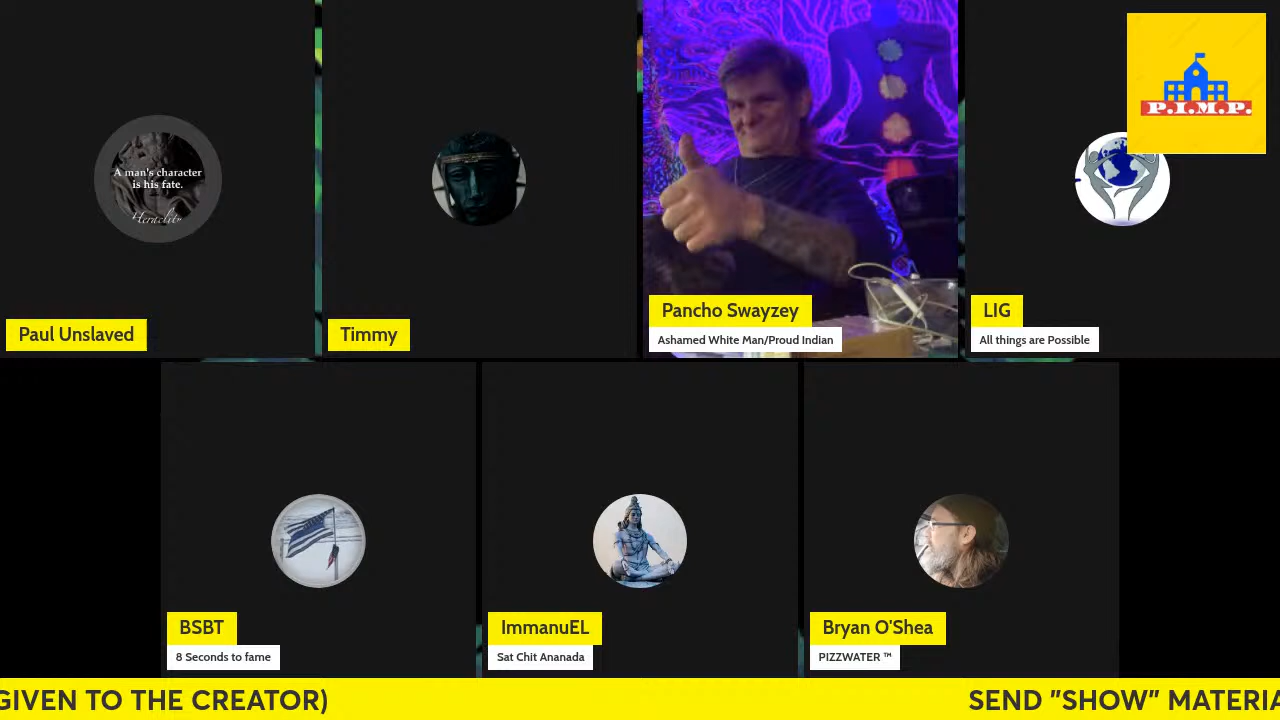 A man's character
is his fate.
Heraclitv
Paul Unslaved
Timmy
Pancho Swayzey
Ashamed White Man/Proud Indian
P.I.M.P.
LIG
All things are Possible
BSBT
8 Seconds to fame
ImmanuEL
Sat Chit Ananada
Bryan O'Shea
PIZZWATER ™
GIVEN TO THE CREATOR)
SEND "SHOW" MATERIA